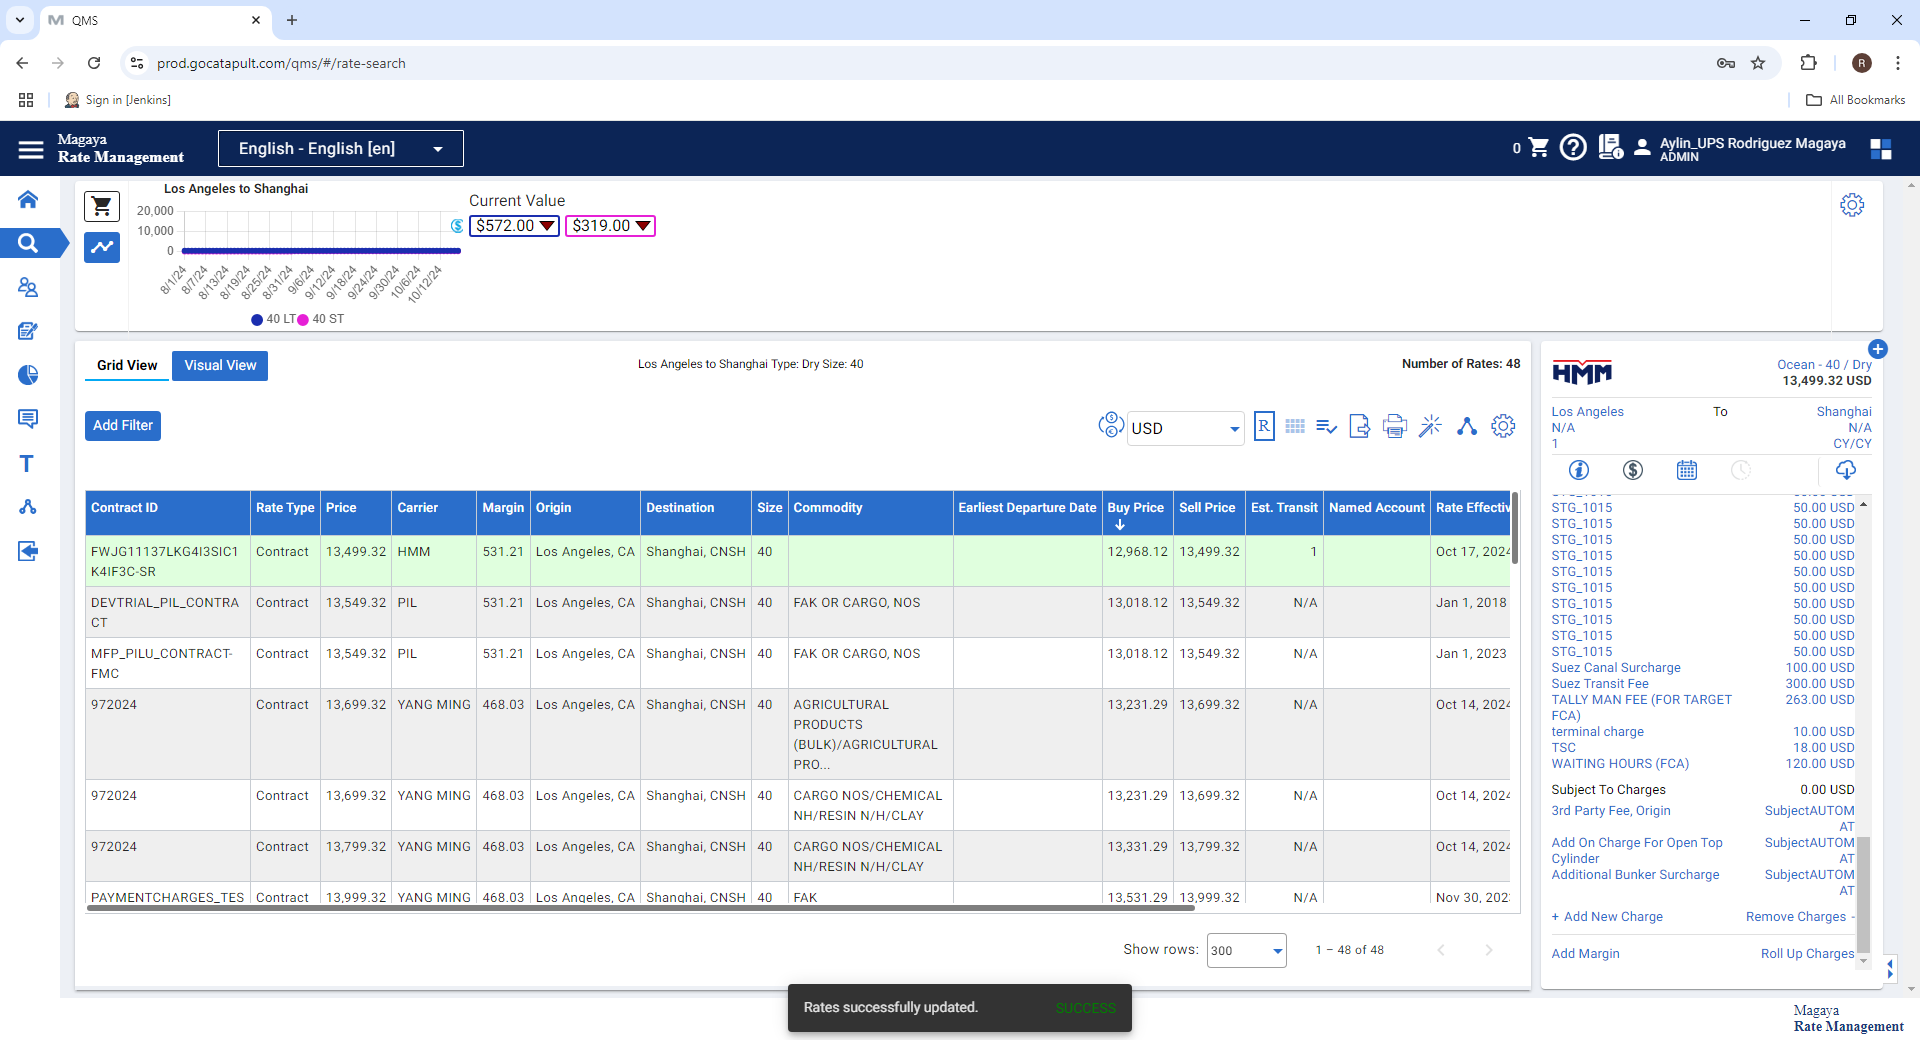 QMS
prod.gocatapult.com/qms/#/rate-search
R
Sign in [Jenkins]
All Bookmarks
Magaya
Rate Management
English - English [en]
0
Aylin_UPS Rodriguez Magaya
ADMIN
Los Angeles to Shanghai
20,000
10,000
0
8/1/24
8/7/24
8/13/24
8/19/24
8/25/24
8/31/24
9/6/24
9/12/24
9/18/24
9/24/24
9/30/24
10/6/24
10/12/24
40 LT
40 ST
Current Value
$572.00
$319.00
Grid View
Visual View
Los Angeles to Shanghai Type: Dry Size: 40
Number of Rates: 48
Add Filter
USD
R
Contract ID Rate Type Price Carrier Margin Origin Destination Size Commodity Earliest Departure Date Buy Price Sell Price Est. Transit Named Account Rate Effectiv
FWJG11137LKG4I3SIC1 Contract 13,499.32 HMM 531.21 Los Angeles, CA Shanghai, CNSH 40 12,968.12 13,499.32 1 Oct 17, 2024
K4IF3C-SR
DEVTRIAL_PIL_CONTRA Contract 13,549.32 PIL 531.21 Los Angeles, CA Shanghai, CNSH 40 FAK OR CARGO, NOS 13,018.12 13,549.32 N/A Jan 1, 2018
CT
MFP_PILU_CONTRACT- Contract 13,549.32 PIL 531.21 Los Angeles, CA Shanghai, CNSH 40 FAK OR CARGO, NOS 13,018.12 13,549.32 N/A Jan 1, 2023
FMC
972024 Contract 13,699.32 YANG MING 468.03 Los Angeles, CA Shanghai, CNSH 40 AGRICULTURAL 13,231.29 13,699.32 N/A Oct 14, 2024
PRODUCTS
(BULK)/AGRICULTURAL
PRO...
972024 Contract 13,699.32 YANG MING 468.03 Los Angeles, CA Shanghai, CNSH 40 CARGO NOS/CHEMICAL 13,231.29 13,699.32 N/A Oct 14, 2024
NH/RESIN N/H/CLAY
972024 Contract 13,799.32 YANG MING 468.03 Los Angeles, CA Shanghai, CNSH 40 CARGO NOS/CHEMICAL 13,331.29 13,799.32 N/A Oct 14, 2024
NH/RESIN N/H/CLAY
PAYMENTCHARGES_TES Contract 13,999.32 YANG MING 468.03 Los Angeles, CA Shanghai, CNSH 40 FAK 13,531.29 13,999.32 N/A Nov 30, 202
Show rows: 300 1 – 48 of 48
HMM
Ocean - 40 / Dry
13,499.32 USD
Los Angeles To Shanghai
N/A N/A
1 CY/CY
STG_1015 50.00 USD
STG_1015 50.00 USD
STG_1015 50.00 USD
STG_1015 50.00 USD
STG_1015 50.00 USD
STG_1015 50.00 USD
STG_1015 50.00 USD
STG_1015 50.00 USD
STG_1015 50.00 USD
STG_1015 50.00 USD
STG_1015 50.00 USD
Suez Canal Surcharge 100.00 USD
Suez Transit Fee 300.00 USD
TALLY MAN FEE (FOR TARGET 263.00 USD
FCA)
terminal charge 10.00 USD
TSC 18.00 USD
WAITING HOURS (FCA) 120.00 USD
Subject To Charges 0.00 USD
3rd Party Fee, Origin SubjectAUTOM
AT
Add On Charge For Open Top SubjectAUTOM
Cylinder AT
Additional Bunker Surcharge SubjectAUTOM
AT
+ Add New Charge Remove Charges -
Add Margin Roll Up Charges
Rates successfully updated. SUCCESS
Magaya
Rate Management